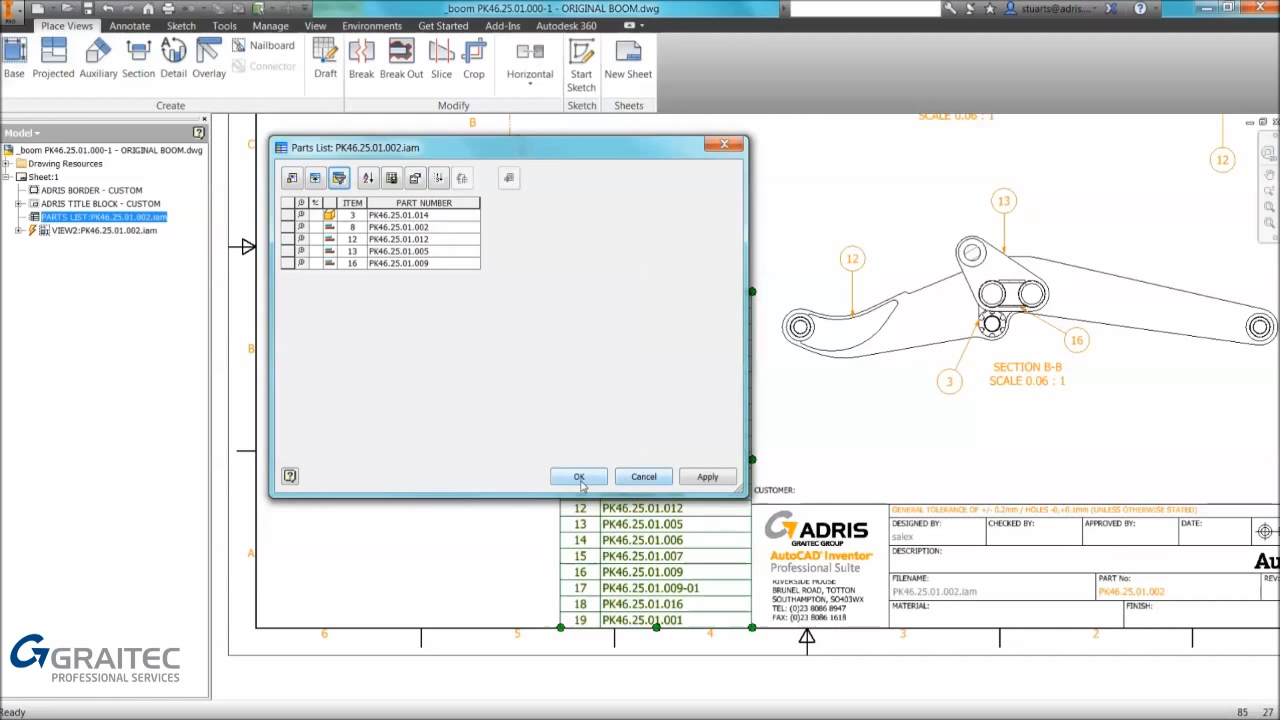 _boom PK46.25.01.000-1 - ORIGINAL BOOM.dwg
stuarts@adris...
Place Views Annotate Sketch Tools Manage View Environments Get Started Add-Ins Autodesk 360
Base Projected Auxiliary Section Detail Overlay
Nailboard
Connector
Draft
Break Break Out Slice Crop
Horizontal
Start Sketch
New Sheet
Create Modify Sketch Sheets
Model
_boom PK46.25.01.000-1 - ORIGINAL BOOM.dwg
Drawing Resources
Sheet:1
ADRIS BORDER - CUSTOM
ADRIS TITLE BLOCK - CUSTOM
PARTS LIST:PK46.25.01.002.iam
VIEW2:PK46.25.01.002.iam
Parts List: PK46.25.01.002.iam
ITEM PART NUMBER
3 PK46.25.01.014
8 PK46.25.01.002
12 PK46.25.01.012
13 PK46.25.01.005
16 PK46.25.01.009
OK Cancel Apply
B
C
B
A
SCALE 0.06 : 1
12
13
12
16
3
SECTION B-B
SCALE 0.06 : 1
12 PK46.25.01.012
13 PK46.25.01.005
14 PK46.25.01.006
15 PK46.25.01.007
16 PK46.25.01.009
17 PK46.25.01.009-01
18 PK46.25.01.016
19 PK46.25.01.001
CUSTOMER:
ADRIS
GRAITEC GROUP
AutoCAD Inventor
Professional Suite
RIVERSIDE HOUSE
BRUNEL ROAD, TOTTON
SOUTHAMPTON, SO403WX
TEL: (0)23 8086 8947
FAX: (0)23 8086 1618
GENERAL TOLERANCE OF +/- 0.2mm / HOLES -0,+0.1mm (UNLESS OTHERWISE STATED)
DESIGNED BY: CHECKED BY: APPROVED BY: DATE:
salex
DESCRIPTION:
Au
FILENAME: PART No: REV:
PK46.25.01.002.iam PK46.25.01.002
MATERIAL: FINISH:
6 5 4 3 2
GRAITEC
PROFESSIONAL SERVICES
Ready
85 27